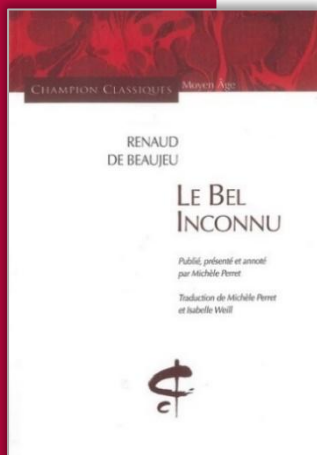 CHAMPION CLASSIQUES Moyen Âge
RENAUD
DE BEAUJEU
LE BEL
INCONNU
Publié, présenté et annoté
par Michèle Perret
Traduction de Michèle Perret
et Isabelle Weill